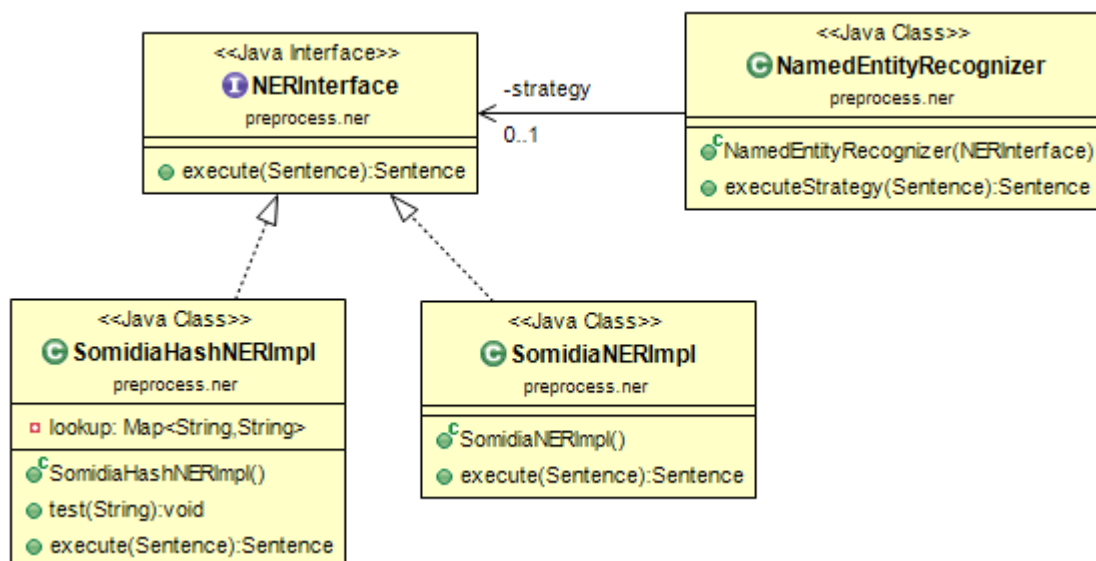 <<Java Interface>>
NERInterface
preprocess.ner
execute(Sentence):Sentence
-strategy
0..1
<<Java Class>>
NamedEntityRecognizer
preprocess.ner
NamedEntityRecognizer(NERInterface)
executeStrategy(Sentence):Sentence
<<Java Class>>
SomidiaHashNERImpl
preprocess.ner
lookup: Map<String,String>
SomidiaHashNERImpl()
test(String):void
execute(Sentence):Sentence
<<Java Class>>
SomidiaNERImpl
preprocess.ner
SomidiaNERImpl()
execute(Sentence):Sentence